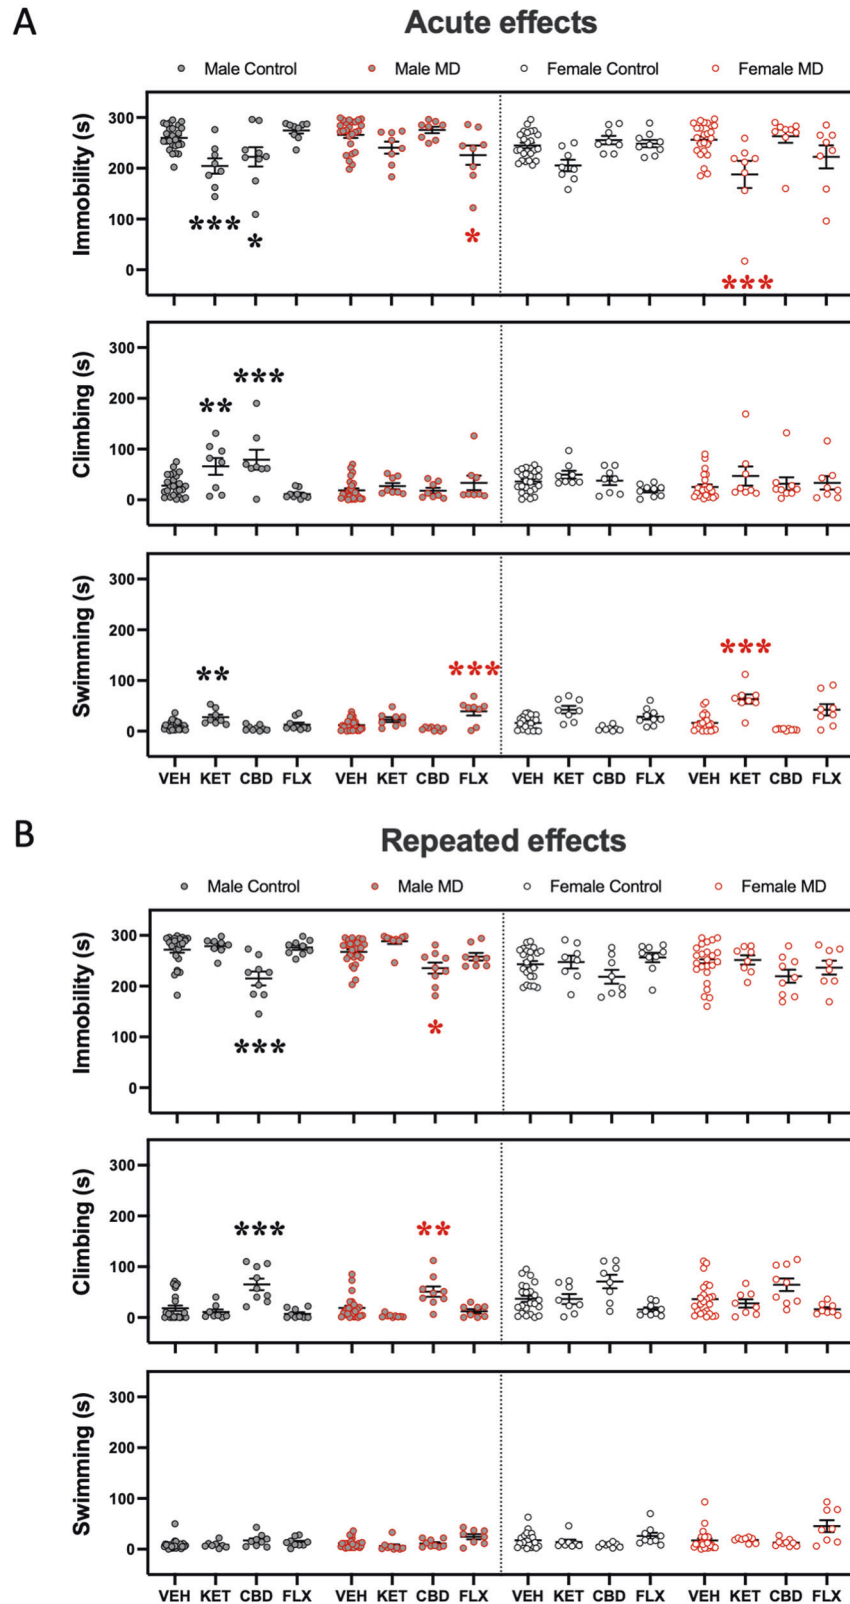 A
Acute effects
Male Control Male MD Female Control Female MD
Immobility (s)
300
200
100
0
*** * * ***
Climbing (s)
300
200
100
0
** ***
Swimming (s)
300
200
100
0
** *** ***
VEH KET CBD FLX VEH KET CBD FLX VEH KET CBD FLX VEH KET CBD FLX
B
Repeated effects
Male Control Male MD Female Control Female MD
Immobility (s)
300
200
100
0
*** *
Climbing (s)
300
200
100
0
*** **
Swimming (s)
300
200
100
0
VEH KET CBD FLX VEH KET CBD FLX VEH KET CBD FLX VEH KET CBD FLX